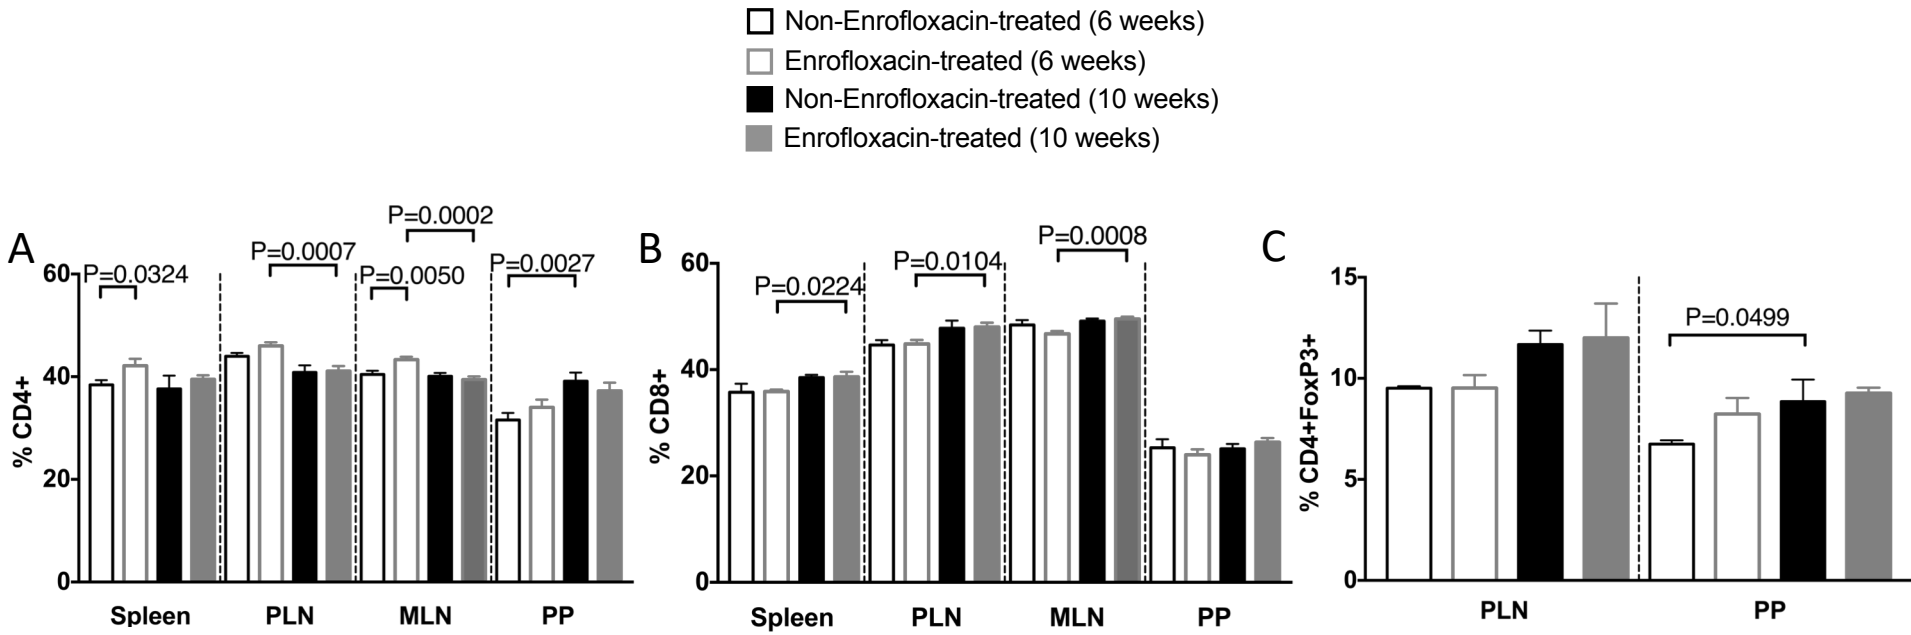 Non-Enrofloxacin-treated (6 weeks)
Enrofloxacin-treated (6 weeks)
Non-Enrofloxacin-treated (10 weeks)
Enrofloxacin-treated (10 weeks)
A
% CD4+
60
40
20
0
P=0.0324
P=0.0007
P=0.0002
P=0.0050
P=0.0027
Spleen PLN MLN PP
B
% CD8+
60
40
20
0
P=0.0224
P=0.0104
P=0.0008
Spleen PLN MLN PP
C
% CD4+FoxP3+
15
10
5
0
P=0.0499
PLN PP